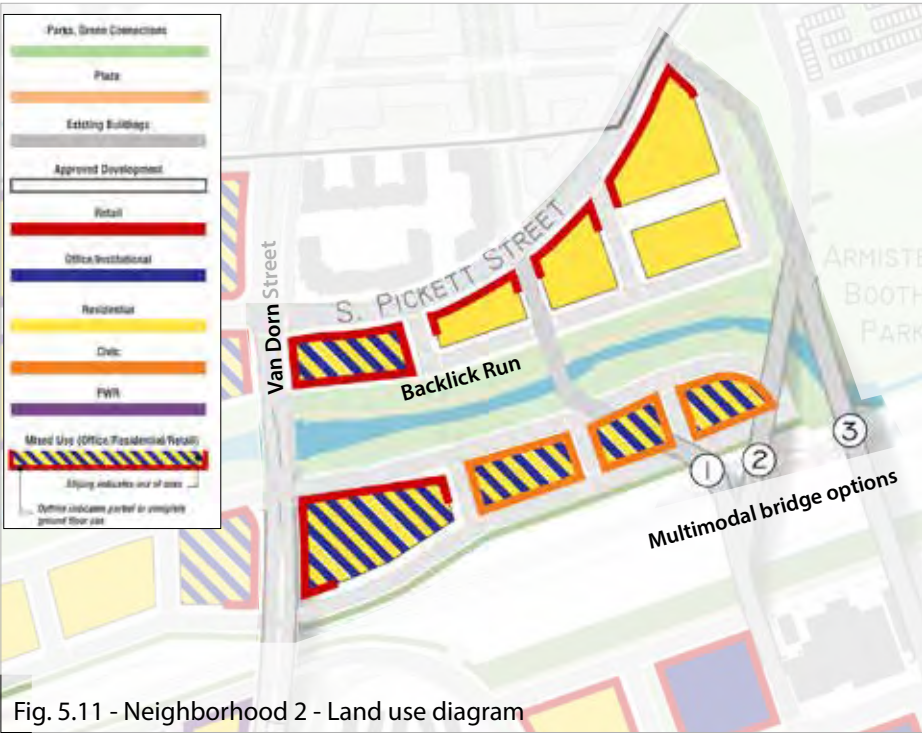 Parks, Green Connections
Plaza
Existing Buildings
Approved Development
Retail
Office/Institutional
Residential
Civic
PWR
Mixed Use (Office/Residential/Retail)
Striping indicates mix of uses
Outline indicates partial or complete
ground floor use
Van Dorn Street
S. PICKETT STREET
Backlick Run
ARMISTE
BOOTH
PARK
1
2
3
Multimodal bridge options
Fig. 5.11 - Neighborhood 2 - Land use diagram